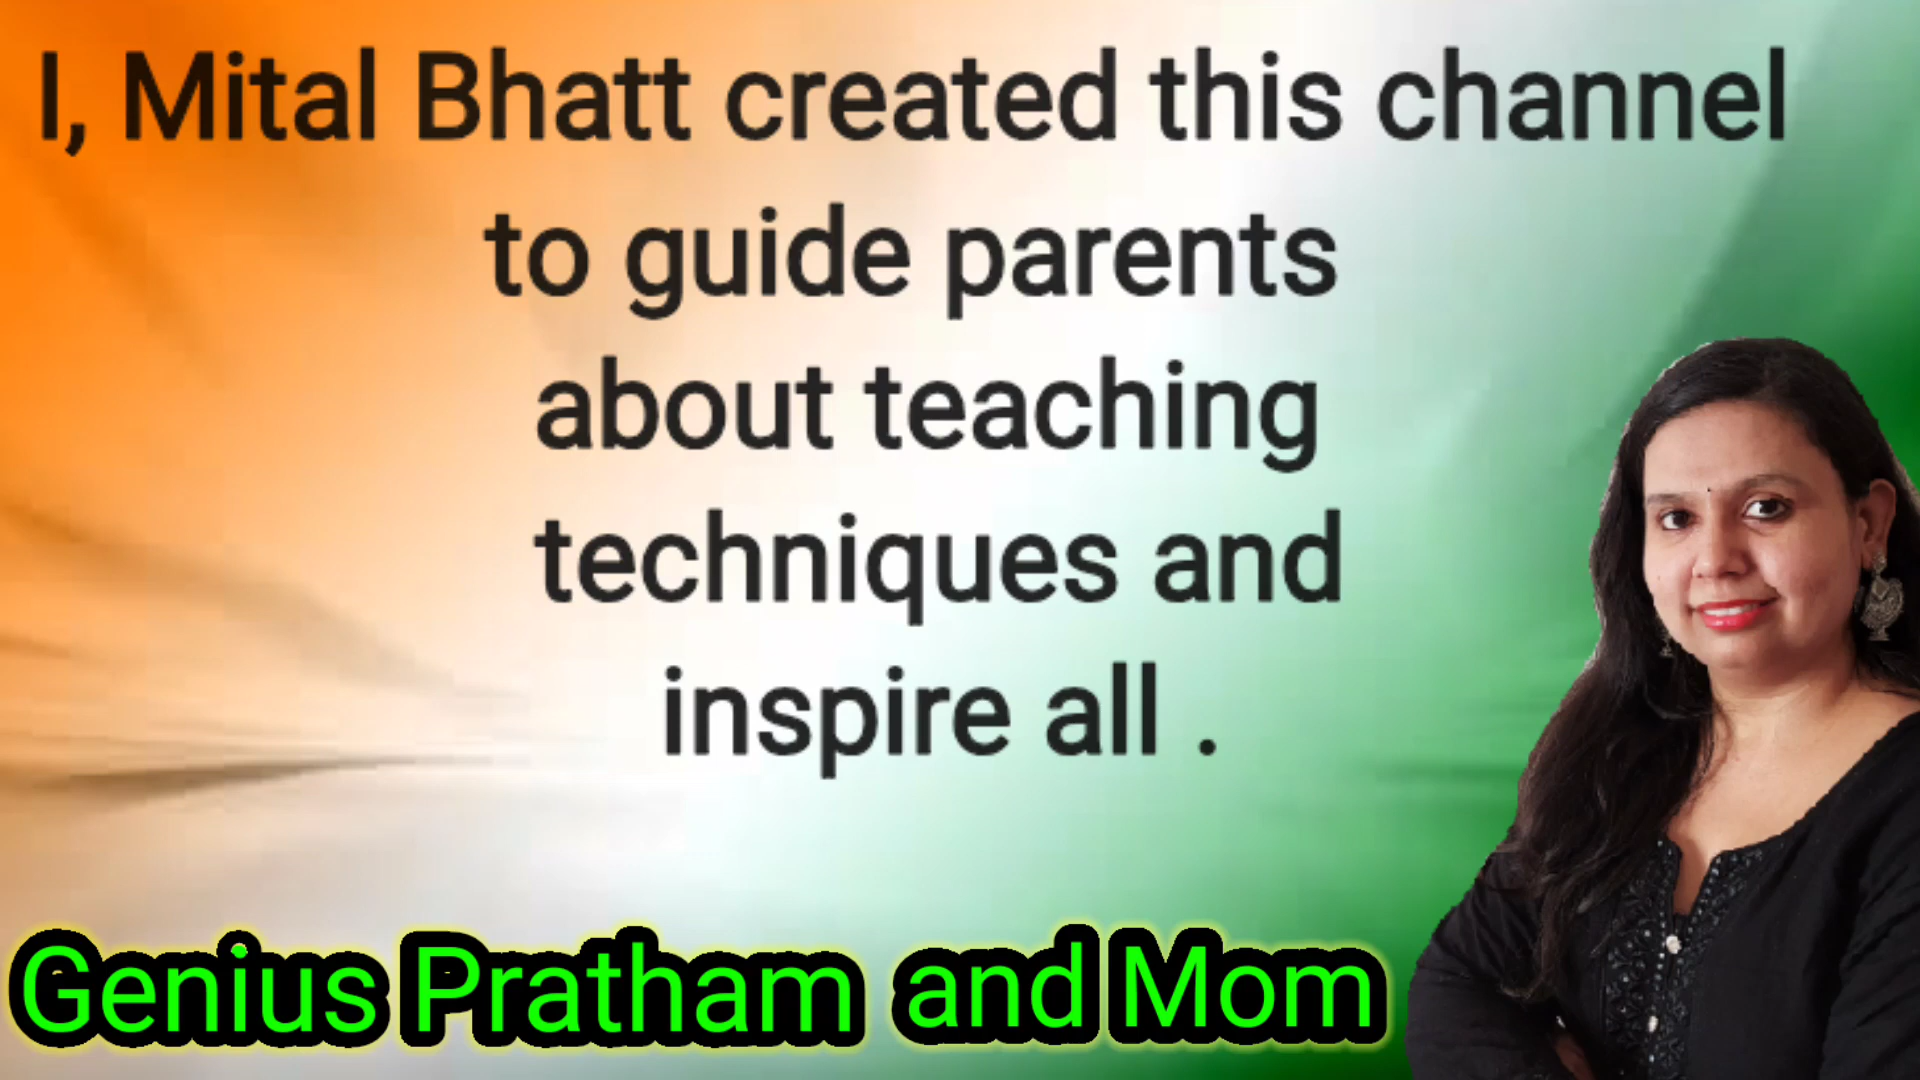 I, Mital Bhatt created this channel
to guide parents
about teaching
techniques and
inspire all .
Genius Pratham and Mom